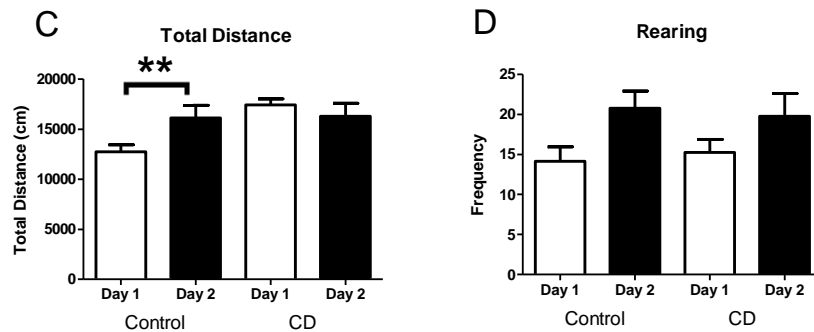 C
Total Distance
**
Total Distance (cm)
20000
15000
10000
5000
0
Day 1 Day 2 Day 1 Day 2
Control CD
D
Rearing
Frequency
25
20
15
10
5
0
Day 1 Day 2 Day 1 Day 2
Control CD